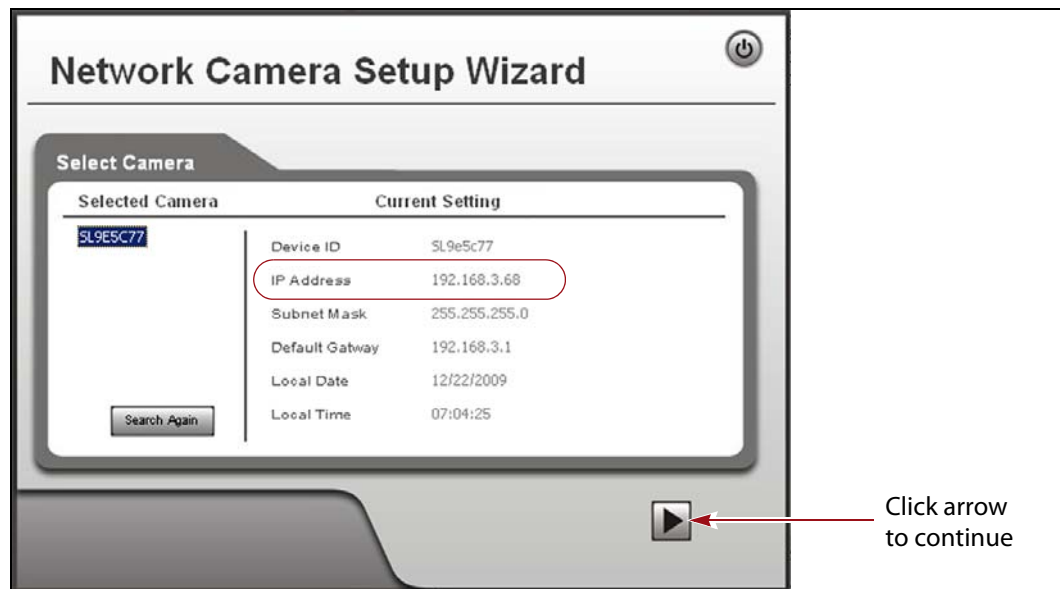 Network Camera Setup Wizard
Select Camera
Selected Camera
Current Setting
SL9E5C77
Device ID SL9e5c77
IP Address 192.168.3.68
Subnet Mask 255.255.255.0
Default Gatway 192.168.3.1
Local Date 12/22/2009
Local Time 07:04:25
Search Again
Click arrow
to continue